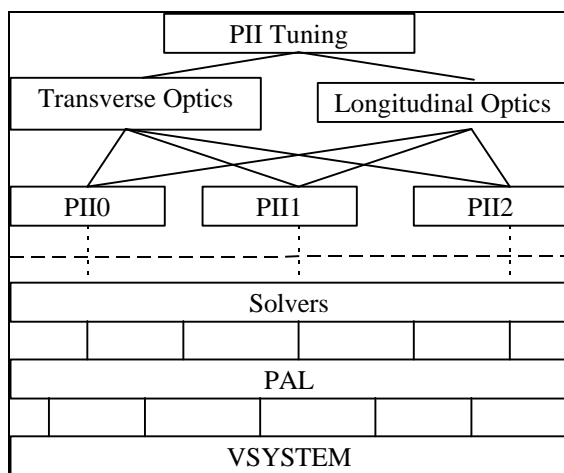 PII Tuning
Transverse Optics
Longitudinal Optics
PII0
PII1
PII2
Solvers
PAL
VSYSTEM